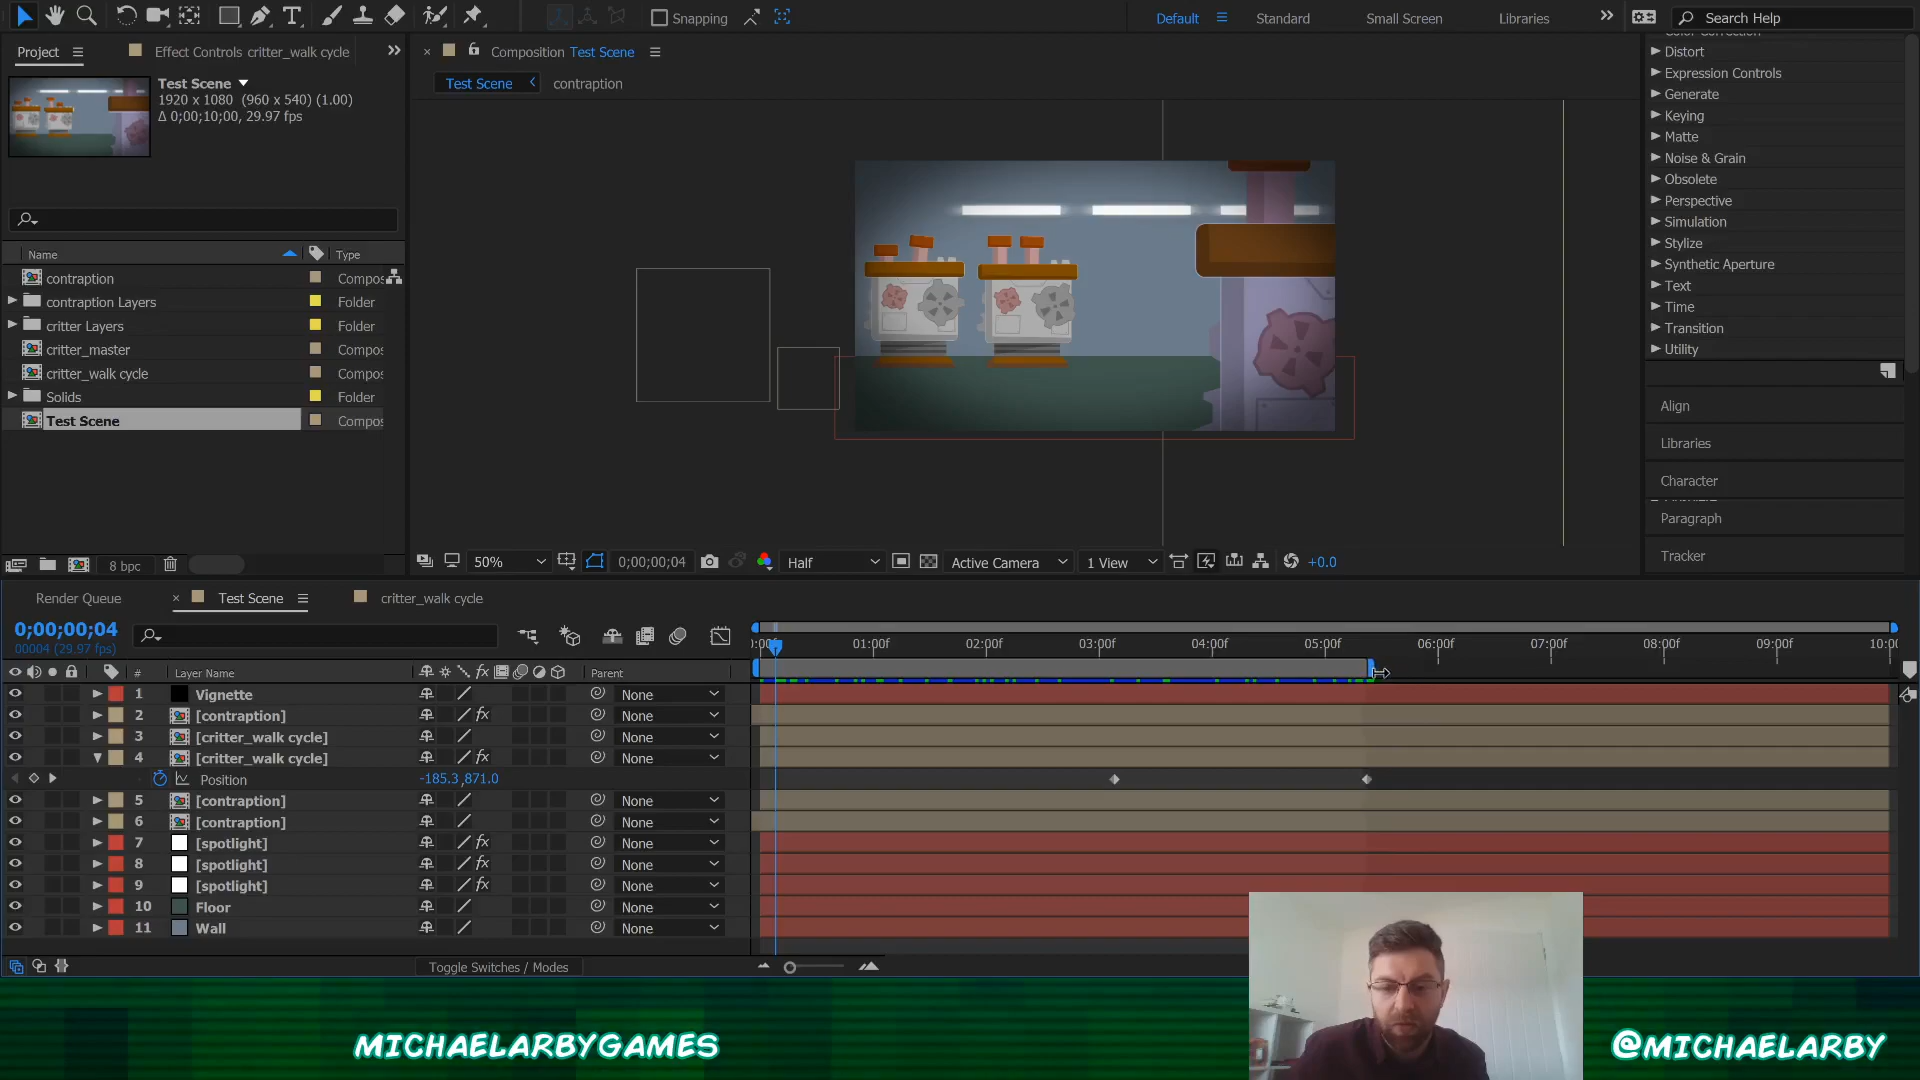 Snapping
Default
Standard
Small Screen
Libraries
Search Help
Project
Effect Controls critter_walk cycle
Composition Test Scene
Test Scene
contraption
Test Scene
1920 x 1080 (960 x 540) (1.00)
Δ 0;00;10;00, 29.97 fps
Name
Type
contraption
Compos
contraption Layers
Folder
critter Layers
Folder
critter_master
Compos
critter_walk cycle
Compos
Solids
Folder
Test Scene
Compos
8 bpc
50%
0;00;00;04
Half
Active Camera
1 View
+0.0
Distort
Expression Controls
Generate
Keying
Matte
Noise & Grain
Obsolete
Perspective
Simulation
Stylize
Synthetic Aperture
Text
Time
Transition
Utility
Align
Libraries
Character
Paragraph
Tracker
Render Queue
Test Scene
critter_walk cycle
0;00;00;04
00004 (29.97 fps)
01:00f
02:00f
03:00f
04:00f
05:00f
06:00f
07:00f
08:00f
09:00f
#
Layer Name
Parent
1
Vignette
None
2
[contraption]
None
3
[critter_walk cycle]
None
4
[critter_walk cycle]
None
Position
-185.3,871.0
5
[contraption]
None
6
[contraption]
None
7
[spotlight]
None
8
[spotlight]
None
9
[spotlight]
None
10
Floor
None
11
Wall
None
Toggle Switches / Modes
MICHAELARBYGAMES
@MICHAELARBY